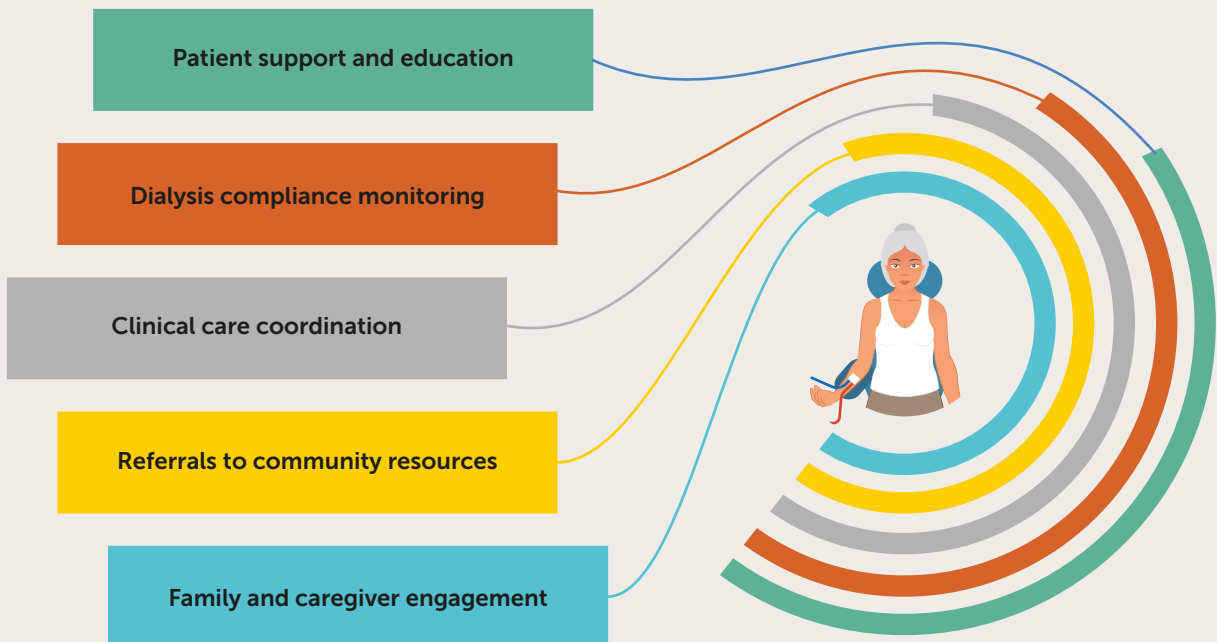 Patient support and education
Dialysis compliance monitoring
Clinical care coordination
Referrals to community resources
Family and caregiver engagement